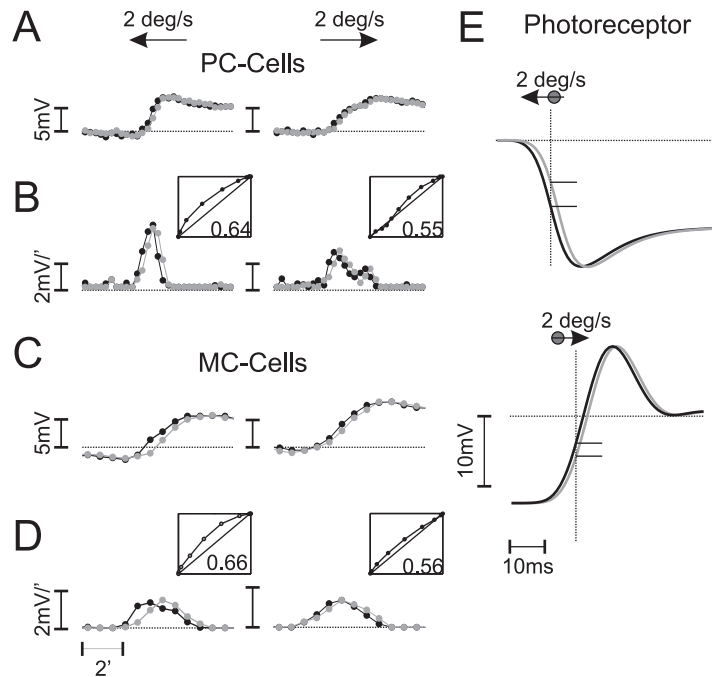 A
2 deg/s
2 deg/s
PC-Cells
5mV
B
0.64
0.55
2mV/'
C
MC-Cells
5mV
D
0.66
0.56
2mV/'
2'
E
Photoreceptor
2 deg/s
2 deg/s
10mV
10ms